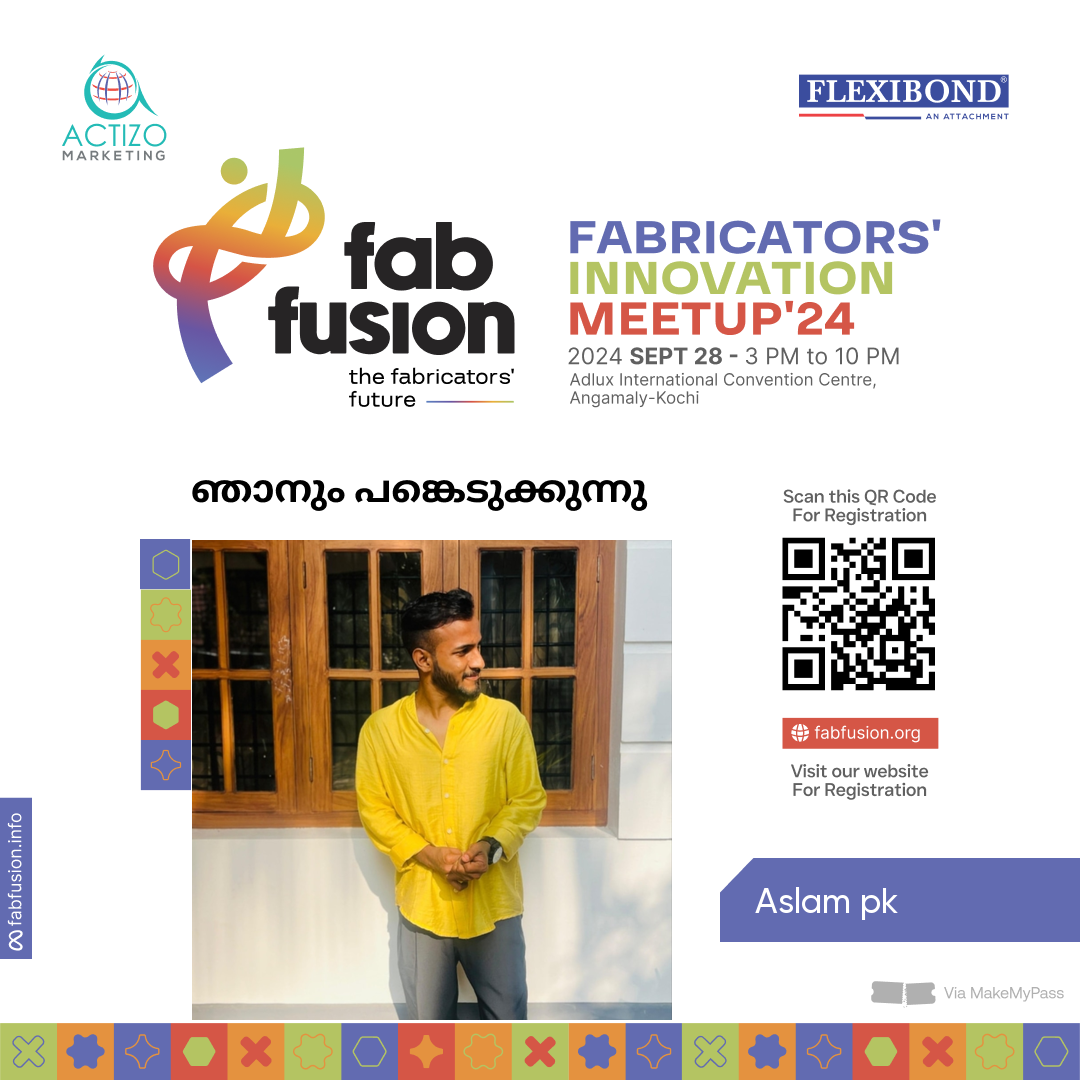 ACTIZO
MARKETING
FLEXIBOND®
AN ATTACHMENT
fab
fusion
the fabricators'
future
FABRICATORS'
INNOVATION
MEETUP'24
2024 SEPT 28 - 3 PM to 10 PM
Adlux International Convention Centre,
Angamaly-Kochi
ഞാനും പങ്കെടുക്കുന്നു
Scan this QR Code
For Registration
fabfusion.org
Visit our website
For Registration
fabfusion.info
Aslam pk
Via MakeMyPass